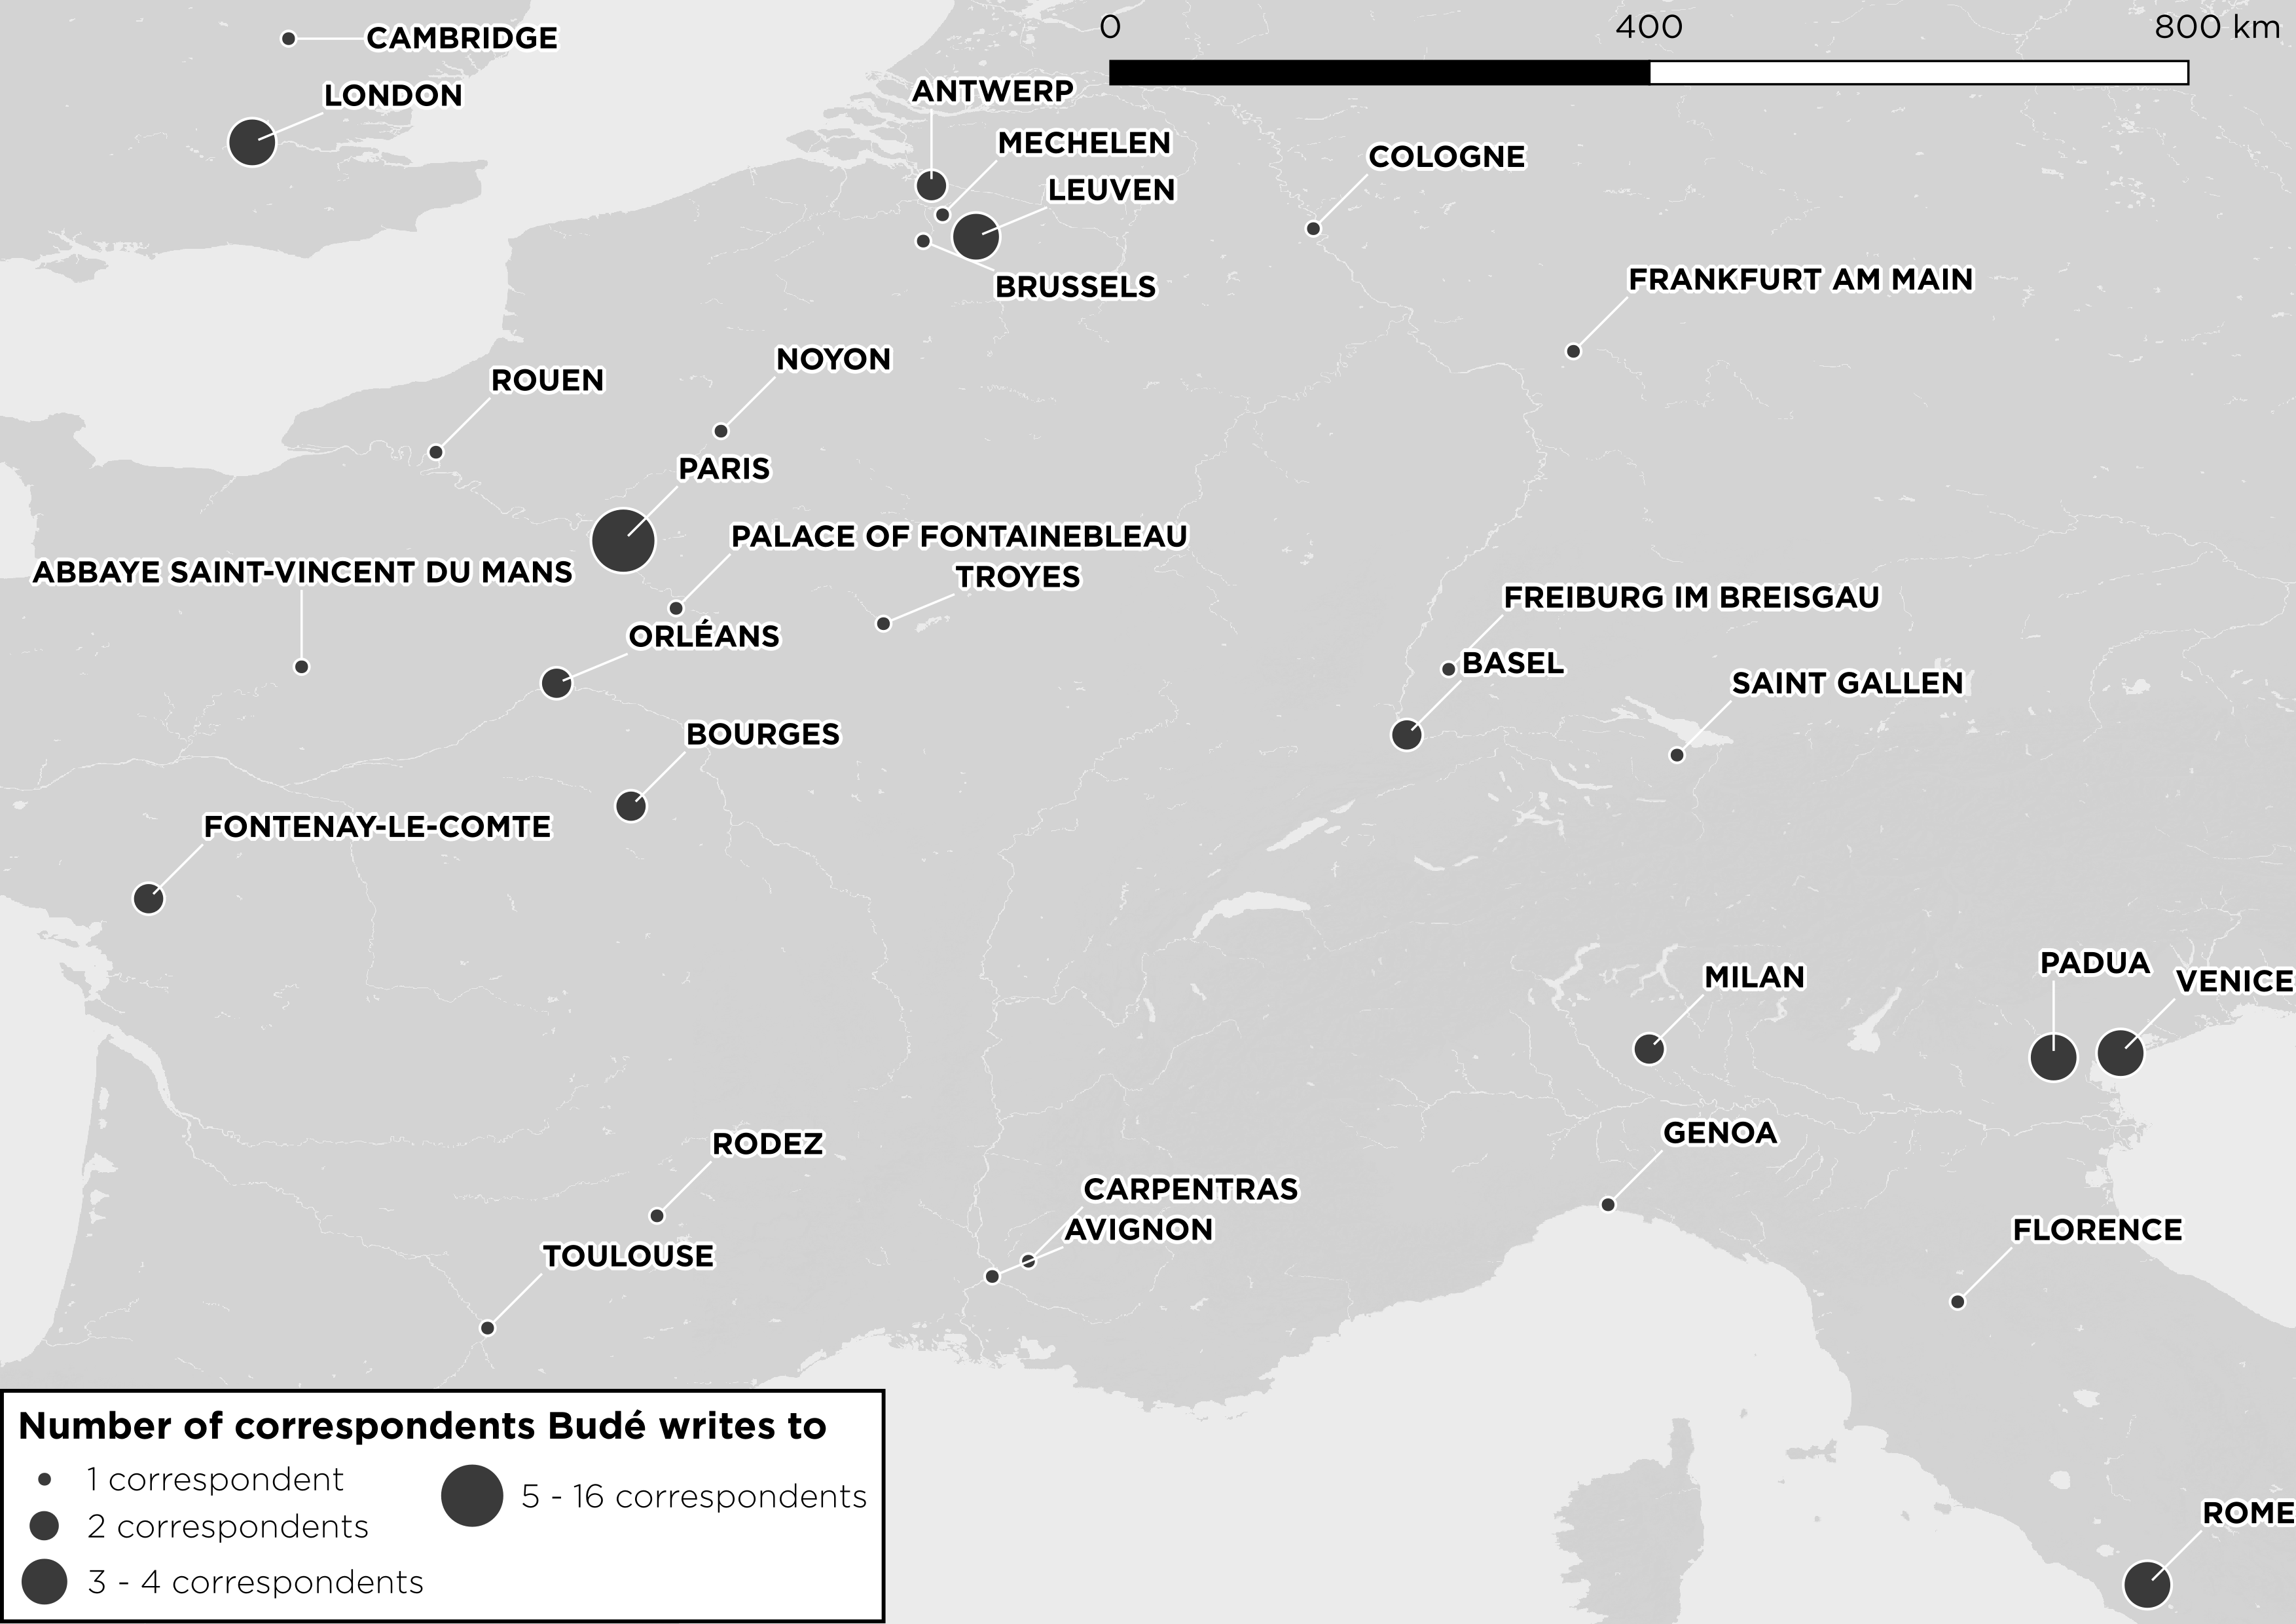 0 400 800 km
CAMBRIDGE
LONDON
ANTWERP
MECHELEN
COLOGNE
LEUVEN
FRANKFURT AM MAIN
BRUSSELS
NOYON
ROUEN
PARIS
PALACE OF FONTAINEBLEAU
ABBAYE SAINT-VINCENT DU MANS
TROYES
FREIBURG IM BREISGAU
ORLÉANS
BASEL
SAINT GALLEN
BOURGES
FONTENAY-LE-COMTE
PADUA
MILAN
VENICE
GENOA
RODEZ
CARPENTRAS
AVIGNON
FLORENCE
TOULOUSE
ROME
Number of correspondents Budé writes to
1 correspondent
2 correspondents
3 - 4 correspondents
5 - 16 correspondents